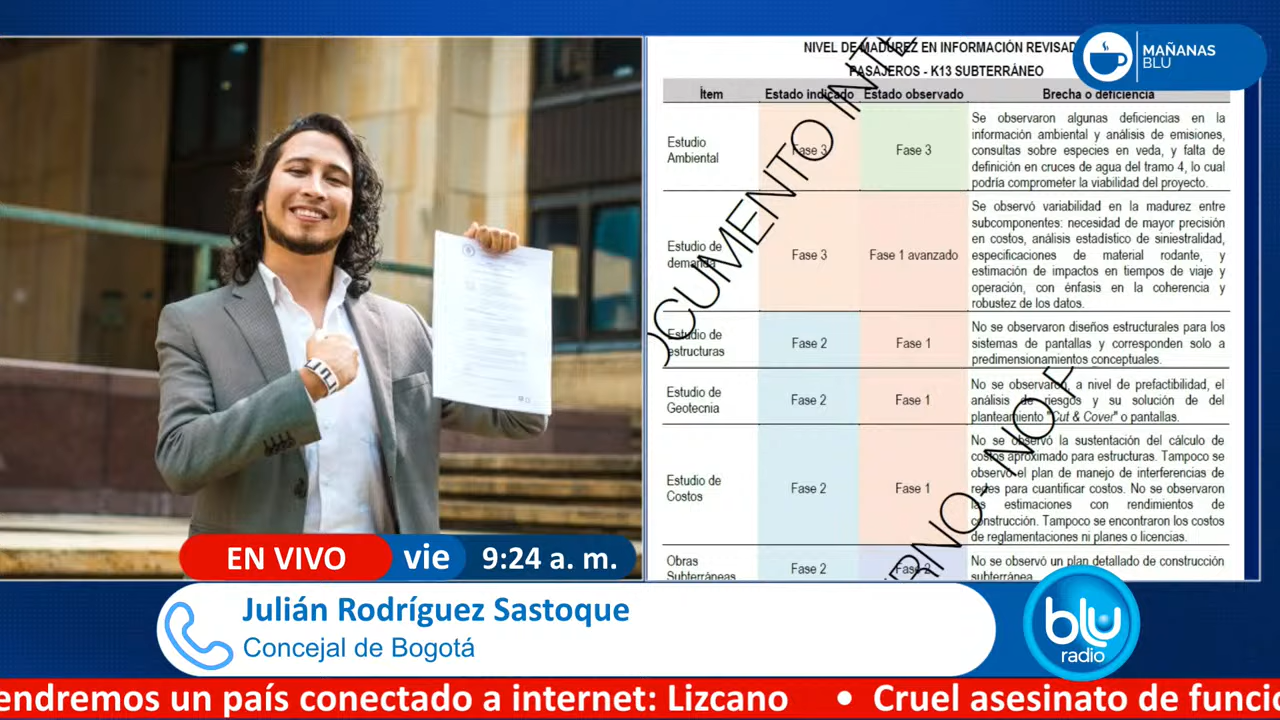 NIVEL DE MADUREZ EN INFORMACIÓN
PASAJEROS - K13 SUBTERRÁNEO
MAÑANAS
BLU
Ítem Estado indicado Estado observado Brecha o deficiencia
Estudio
Ambiental
Fase 3
Fase 3
Se observaron algunas deficiencias en la
información ambiental y análisis de emisiones,
consultas sobre especies en veda, y falta de
definición en cruces de agua del tramo 4, lo cual
podría comprometer la viabilidad del proyecto.
Estudio de
demanda
Fase 3
Fase 1 avanzado
Se observó variabilidad en la madurez entre
subcomponentes: necesidad de mayor precisión
en costos, análisis estadístico de siniestralidad,
especificaciones de material rodante, y
estimación de impactos en tiempos de viaje y
operación, con énfasis en la coherencia y
robustez de los datos.
Estudio de
estructuras
Fase 2
Fase 1
No se observaron diseños estructurales para los
sistemas de pantallas y corresponden solo a
predimensionamientos conceptuales.
Estudio de
Geotecnia
Fase 2
Fase 1
No se observaron, a nivel de prefactibilidad, el
análisis de riesgos y su solución de del
planteamiento "Cut & Cover" o pantallas.
Estudio de
Costos
Fase 2
Fase 1
No se observó la sustentación del cálculo de
costos aproximado para estructuras. Tampoco se
observó el plan de manejo de interferencias de
redes para cuantificar costos. No se observaron
las estimaciones con rendimientos de
construcción. Tampoco se encontraron los costos
de reglamentaciones ni planes o licencias.
Obras
Subterráneas
Fase 2
Fase 2
No se observó un plan detallado de construcción
subterránea
OCUMENTO INTE
ERNO- NO P
EN VIVO vie 9:24 a. m.
Julián Rodríguez Sastoque
Concejal de Bogotá
blu
radio
endremos un país conectado a internet: Lizcano • Cruel asesinato de funcio